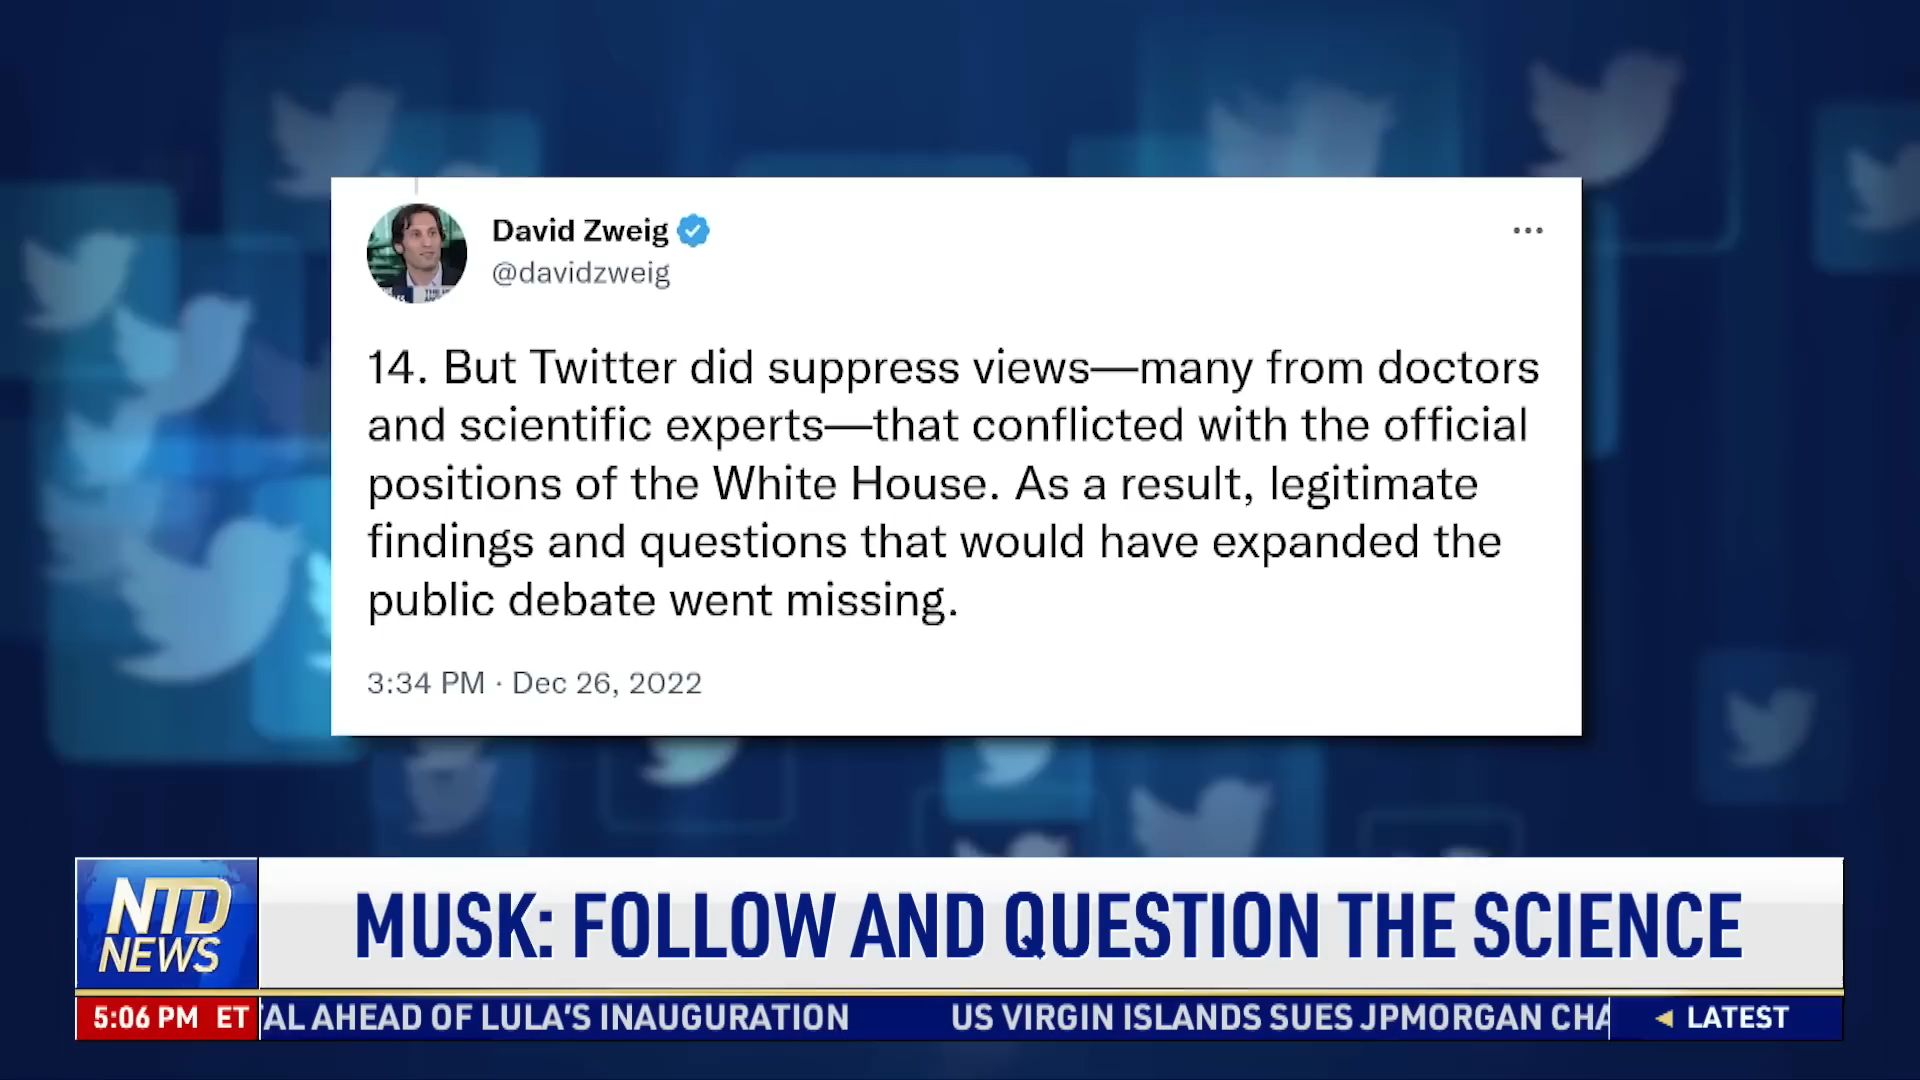 David Zweig
@davidzweig
14. But Twitter did suppress views—many from doctors
and scientific experts—that conflicted with the official
positions of the White House. As a result, legitimate
findings and questions that would have expanded the
public debate went missing.
3:34 PM · Dec 26, 2022
NTD
NEWS
MUSK: FOLLOW AND QUESTION THE SCIENCE
5:06 PM ET
AL AHEAD OF LULA'S INAUGURATION US VIRGIN ISLANDS SUES JPMORGAN CHA
◄ LATEST